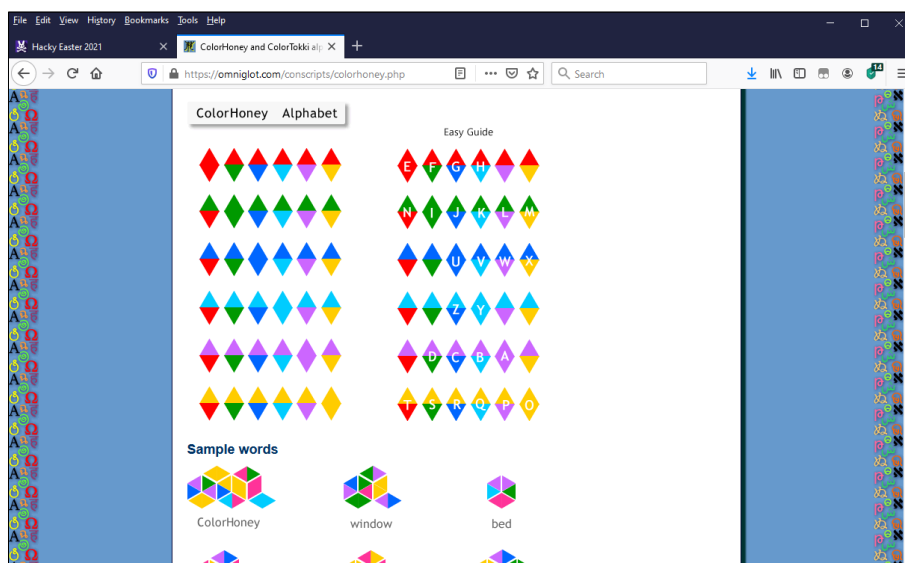 File Edit View History Bookmarks Tools Help
Hacky Easter 2021
ColorHoney and ColorTokki alp
https://omniglot.com/conscripts/colorhoney.php
Search
14
ColorHoney Alphabet
Easy Guide
E F G H
N I J K L M
U V W X
Z Y
D C B A
T S R Q P O
Sample words
ColorHoney window bed